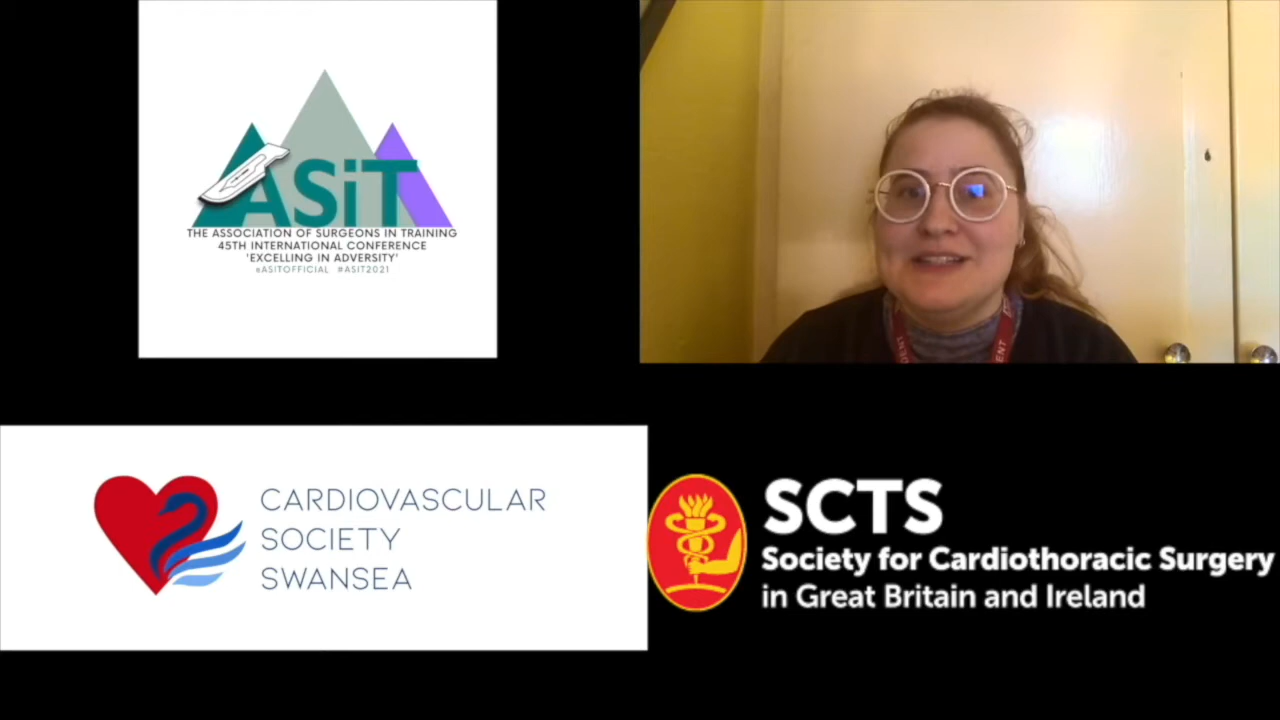 ASiT
THE ASSOCIATION OF SURGEONS IN TRAINING
45TH INTERNATIONAL CONFERENCE
'EXCELLING IN ADVERSITY'
@ASITOFFICIAL #ASIT2021
CARDIOVASCULAR
SOCIETY
SWANSEA
SCTS
Society for Cardiothoracic Surgery
in Great Britain and Ireland